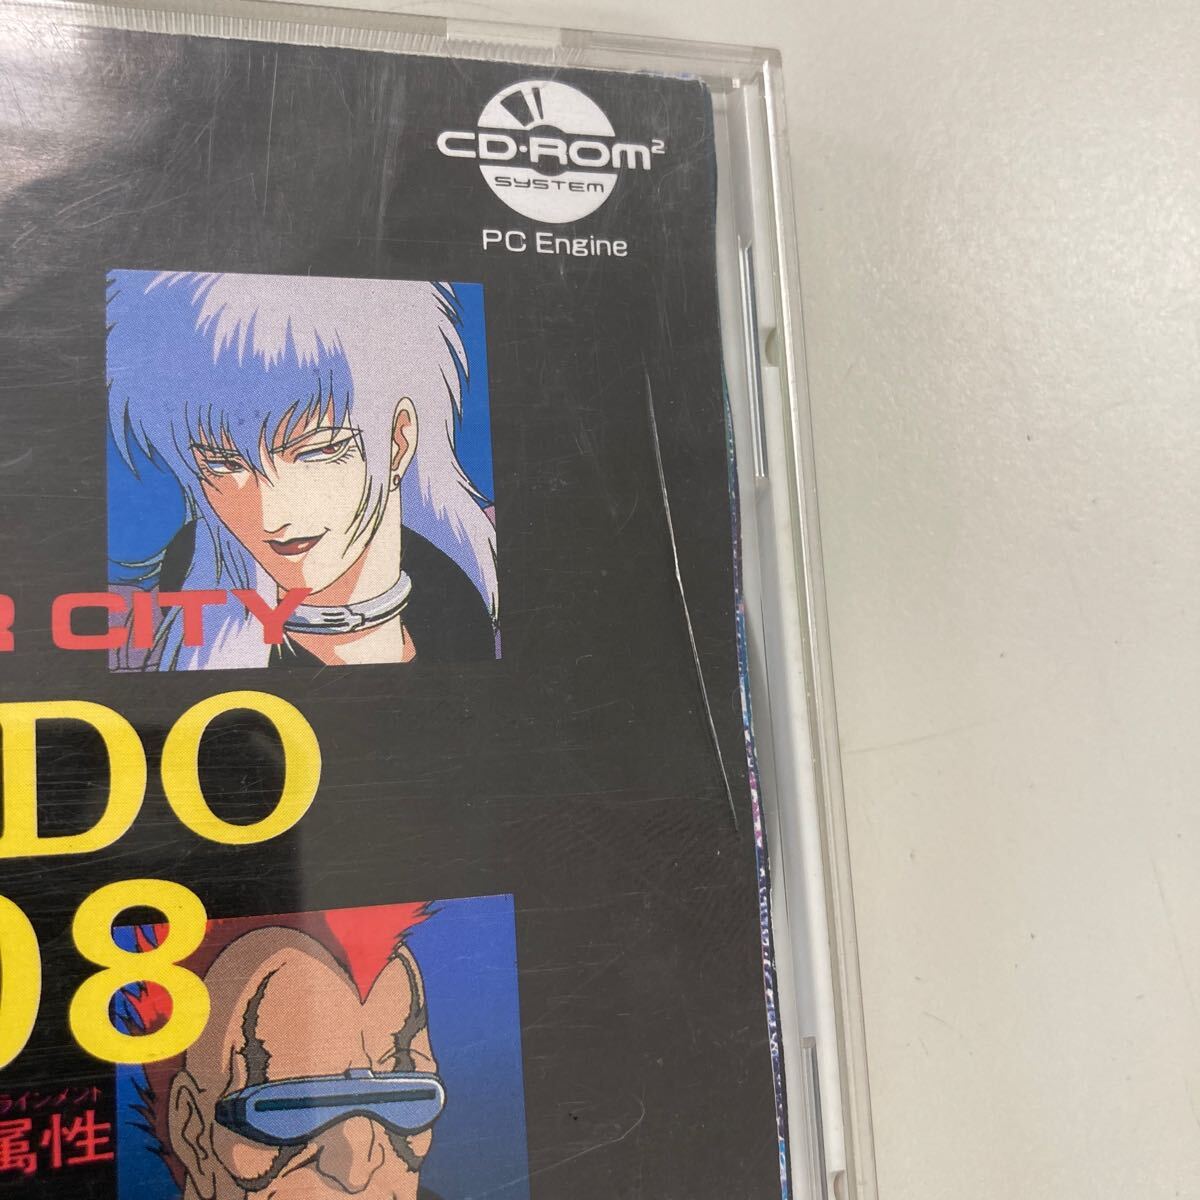 CD-ROM²
SYSTEM
PC Engine
R CITY
DO
08
ラインメント
属性